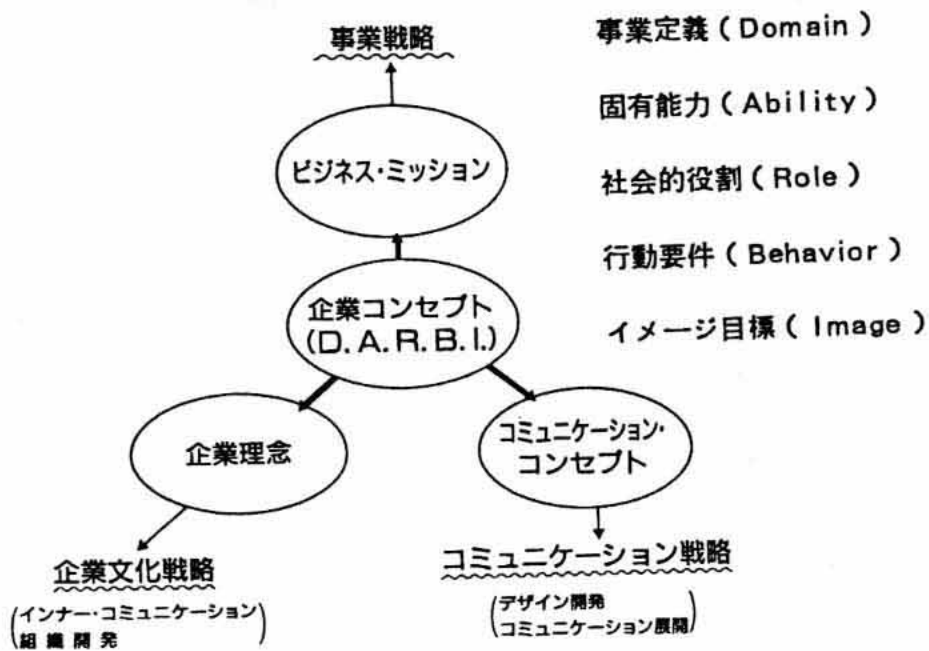 事業戦略
ビジネス・ミッション
企業コンセプト
(D.A.R.B.I.)
企業理念
コミュニケーション・
コンセプト
企業文化戦略
(インナー・コミュニケーション
組織開発)
コミュニケーション戦略
(デザイン開発
コミュニケーション展開)
事業定義(Domain)
固有能力(Ability)
社会的役割(Role)
行動要件(Behavior)
イメージ目標(Image)